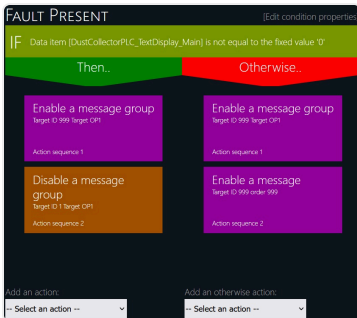 FAULT PRESENT
[Edit condition properties
IF Data item [DustCollectorPLC_TextDisplay_Main] is not equal to the fixed value '0'
Then..
Otherwise..
Enable a message group
Target ID 999 Target OP1
Action sequence 1
Enable a message group
Target ID 999 Target OP1
Action sequence 1
Disable a message
group
Target ID 1 Target OP1
Action sequence 2
Enable a message
Target ID 999 order 999
Action sequence 2
Add an action:
-- Select an action --
Add an otherwise action:
-- Select an action --